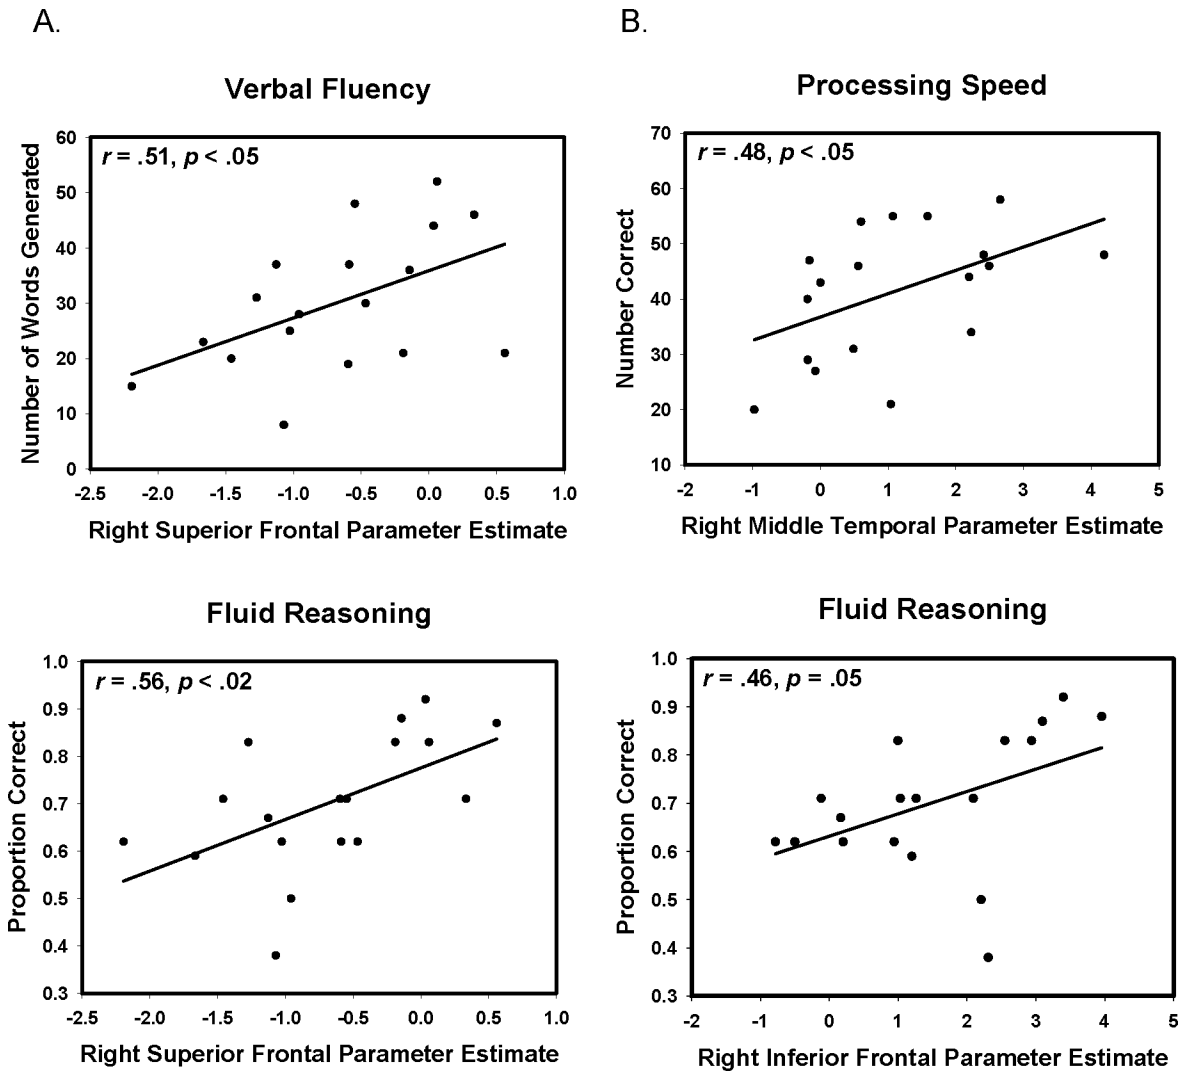 A.
Verbal Fluency
r = .51, p < .05
Number of Words Generated
60
50
40
30
20
10
0
-2.5 -2.0 -1.5 -1.0 -0.5 0.0 0.5 1.0
Right Superior Frontal Parameter Estimate
B.
Processing Speed
r = .48, p < .05
Number Correct
70
60
50
40
30
20
10
-2 -1 0 1 2 3 4 5
Right Middle Temporal Parameter Estimate
Fluid Reasoning
r = .56, p < .02
Proportion Correct
1.0
0.9
0.8
0.7
0.6
0.5
0.4
0.3
-2.5 -2.0 -1.5 -1.0 -0.5 0.0 0.5 1.0
Right Superior Frontal Parameter Estimate
Fluid Reasoning
r = .46, p = .05
Proportion Correct
1.0
0.9
0.8
0.7
0.6
0.5
0.4
0.3
-2 -1 0 1 2 3 4 5
Right Inferior Frontal Parameter Estimate